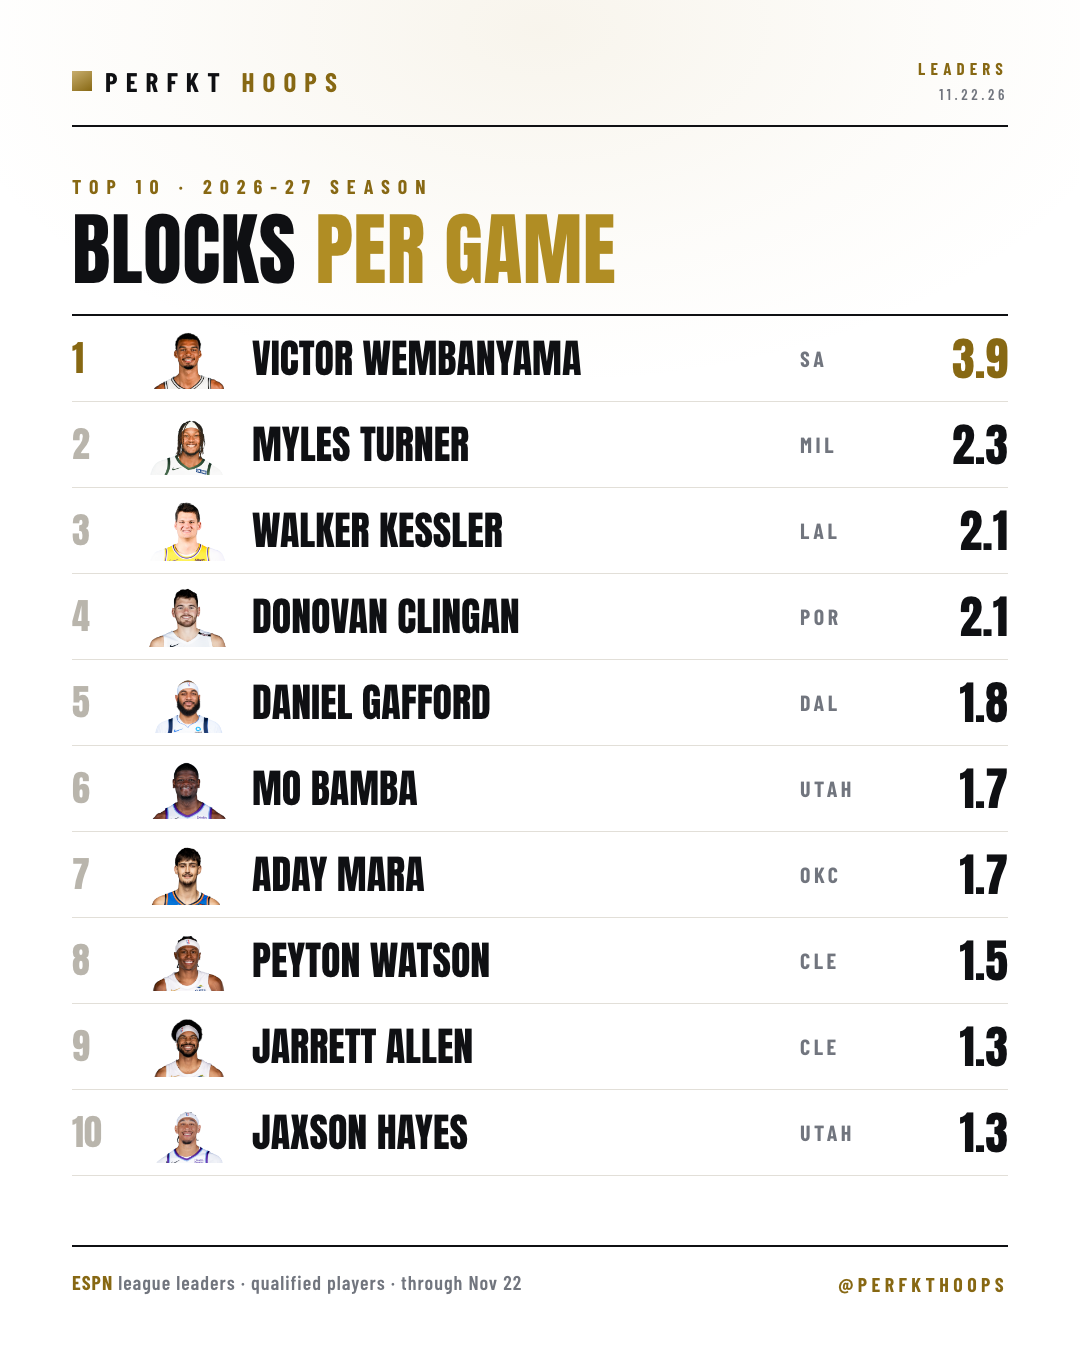 PERFKT HOOPS
LEADERS
11.22.26
TOP 10 · 2026-27 SEASON
BLOCKS PER GAME
1 VICTOR WEMBANYAMA SA 3.9
2 MYLES TURNER MIL 2.3
3 WALKER KESSLER LAL 2.1
4 DONOVAN CLINGAN POR 2.1
5 DANIEL GAFFORD DAL 1.8
6 MO BAMBA UTAH 1.7
7 ADAY MARA OKC 1.7
8 PEYTON WATSON CLE 1.5
9 JARRETT ALLEN CLE 1.3
10 JAXSON HAYES UTAH 1.3
ESPN league leaders · qualified players · through Nov 22
@PERFKTHOOPS